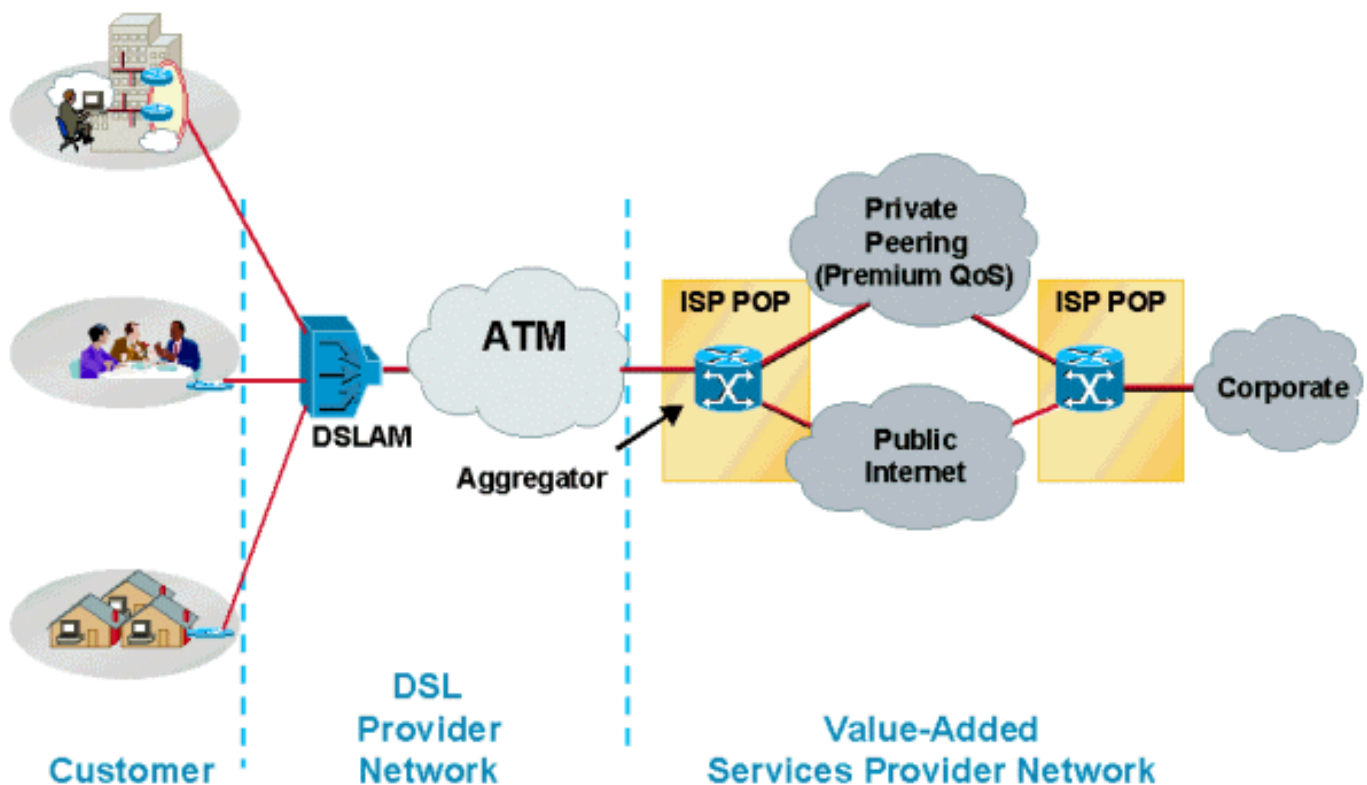 Private
Peering
(Premium QoS)
ISP POP
ISP POP
ATM
Corporate
DSLAM
Public
Internet
Aggregator
DSL
Provider
Network
Value-Added
Services Provider Network
Customer